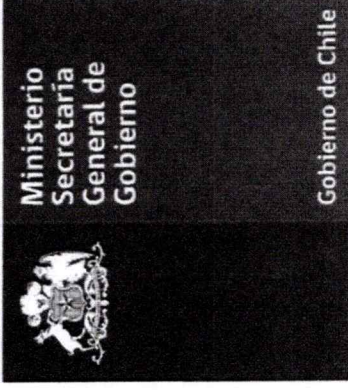 Ministerio
Secretaría
General de
Gobierno
Gobierno de Chile